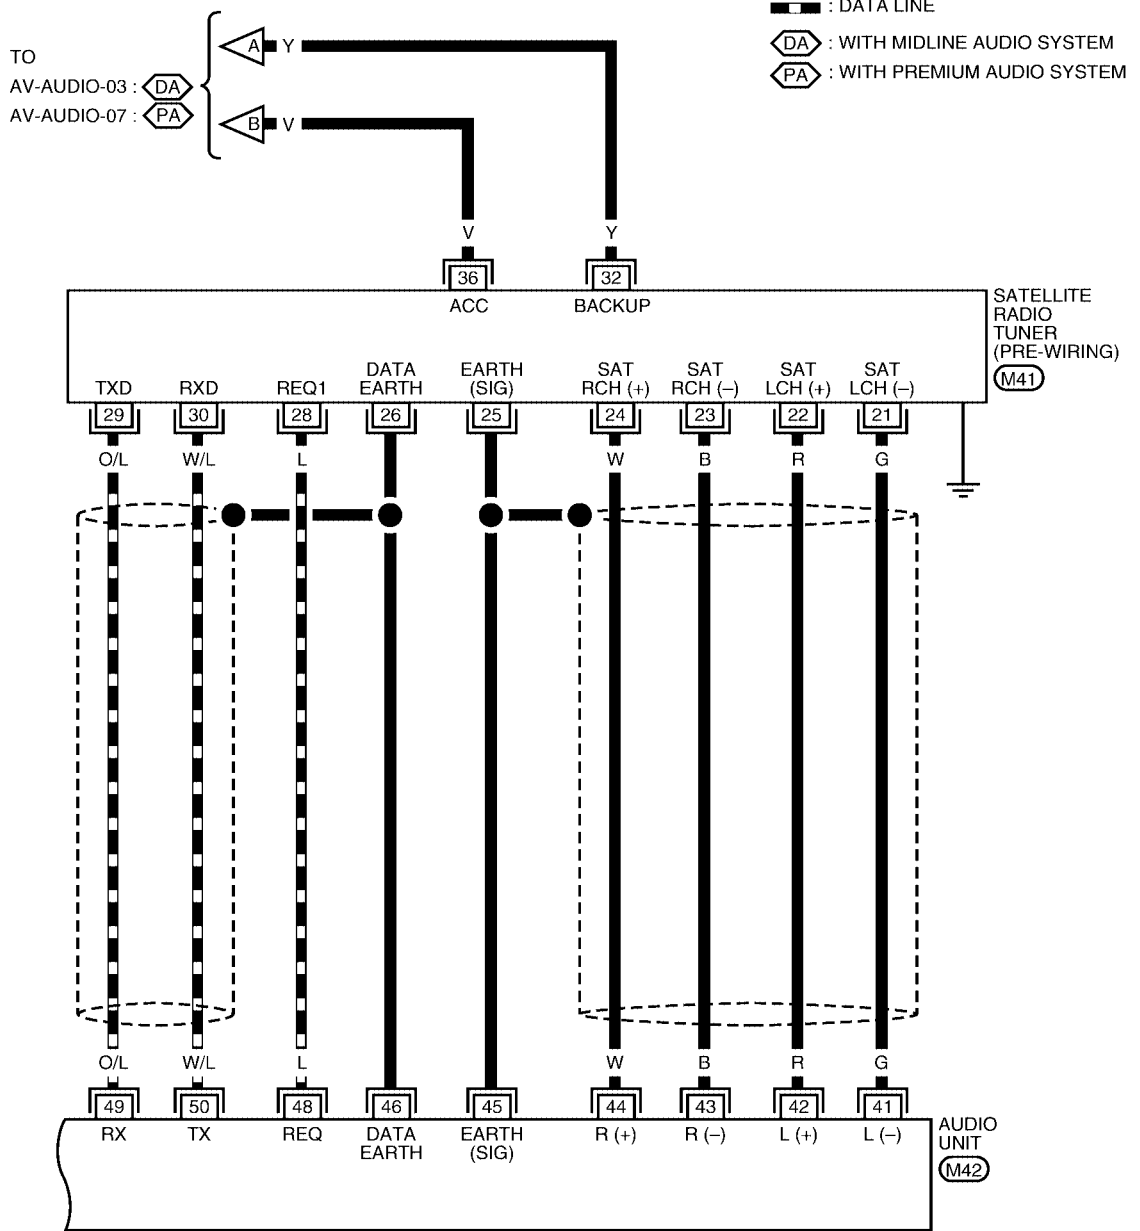 : DATA LINE
DA : WITH MIDLINE AUDIO SYSTEM
PA : WITH PREMIUM AUDIO SYSTEM
TO
AV-AUDIO-03 : DA
AV-AUDIO-07 : PA
A Y
B V
V Y
36 32
ACC BACKUP
SATELLITE
RADIO
TUNER
(PRE-WIRING)
M41
DATA EARTH SAT SAT SAT SAT
TXD RXD REQ1 EARTH (SIG) RCH (+) RCH (–) LCH (+) LCH (–)
29 30 28 26 25 24 23 22 21
O/L W/L L W B R G
O/L W/L L W B R G
49 50 48 46 45 44 43 42 41
RX TX REQ DATA EARTH R (+) R (–) L (+) L (–)
EARTH (SIG)
AUDIO
UNIT
M42